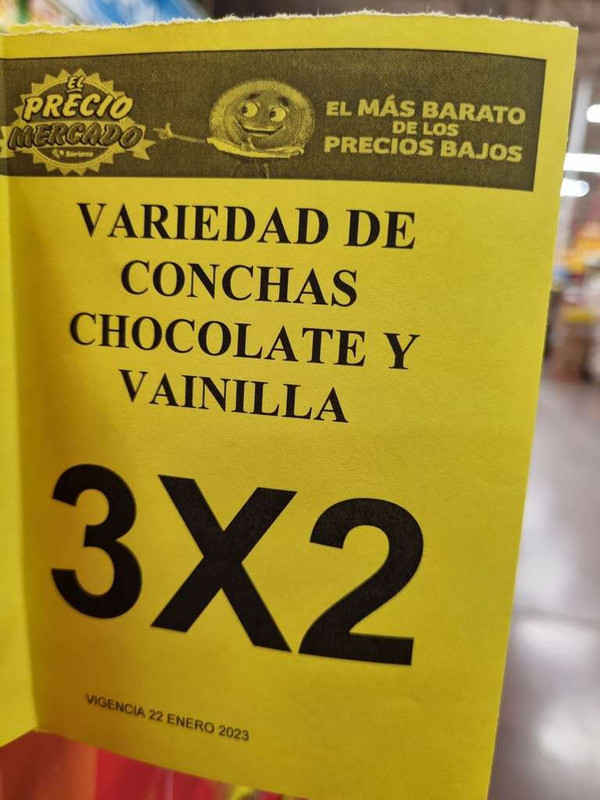 EL
PRECIO
MERCADO
Soriana
EL MÁS BARATO
DE LOS
PRECIOS BAJOS
VARIEDAD DE
CONCHAS
CHOCOLATE Y
VAINILLA
3X2
VIGENCIA 22 ENERO 2023